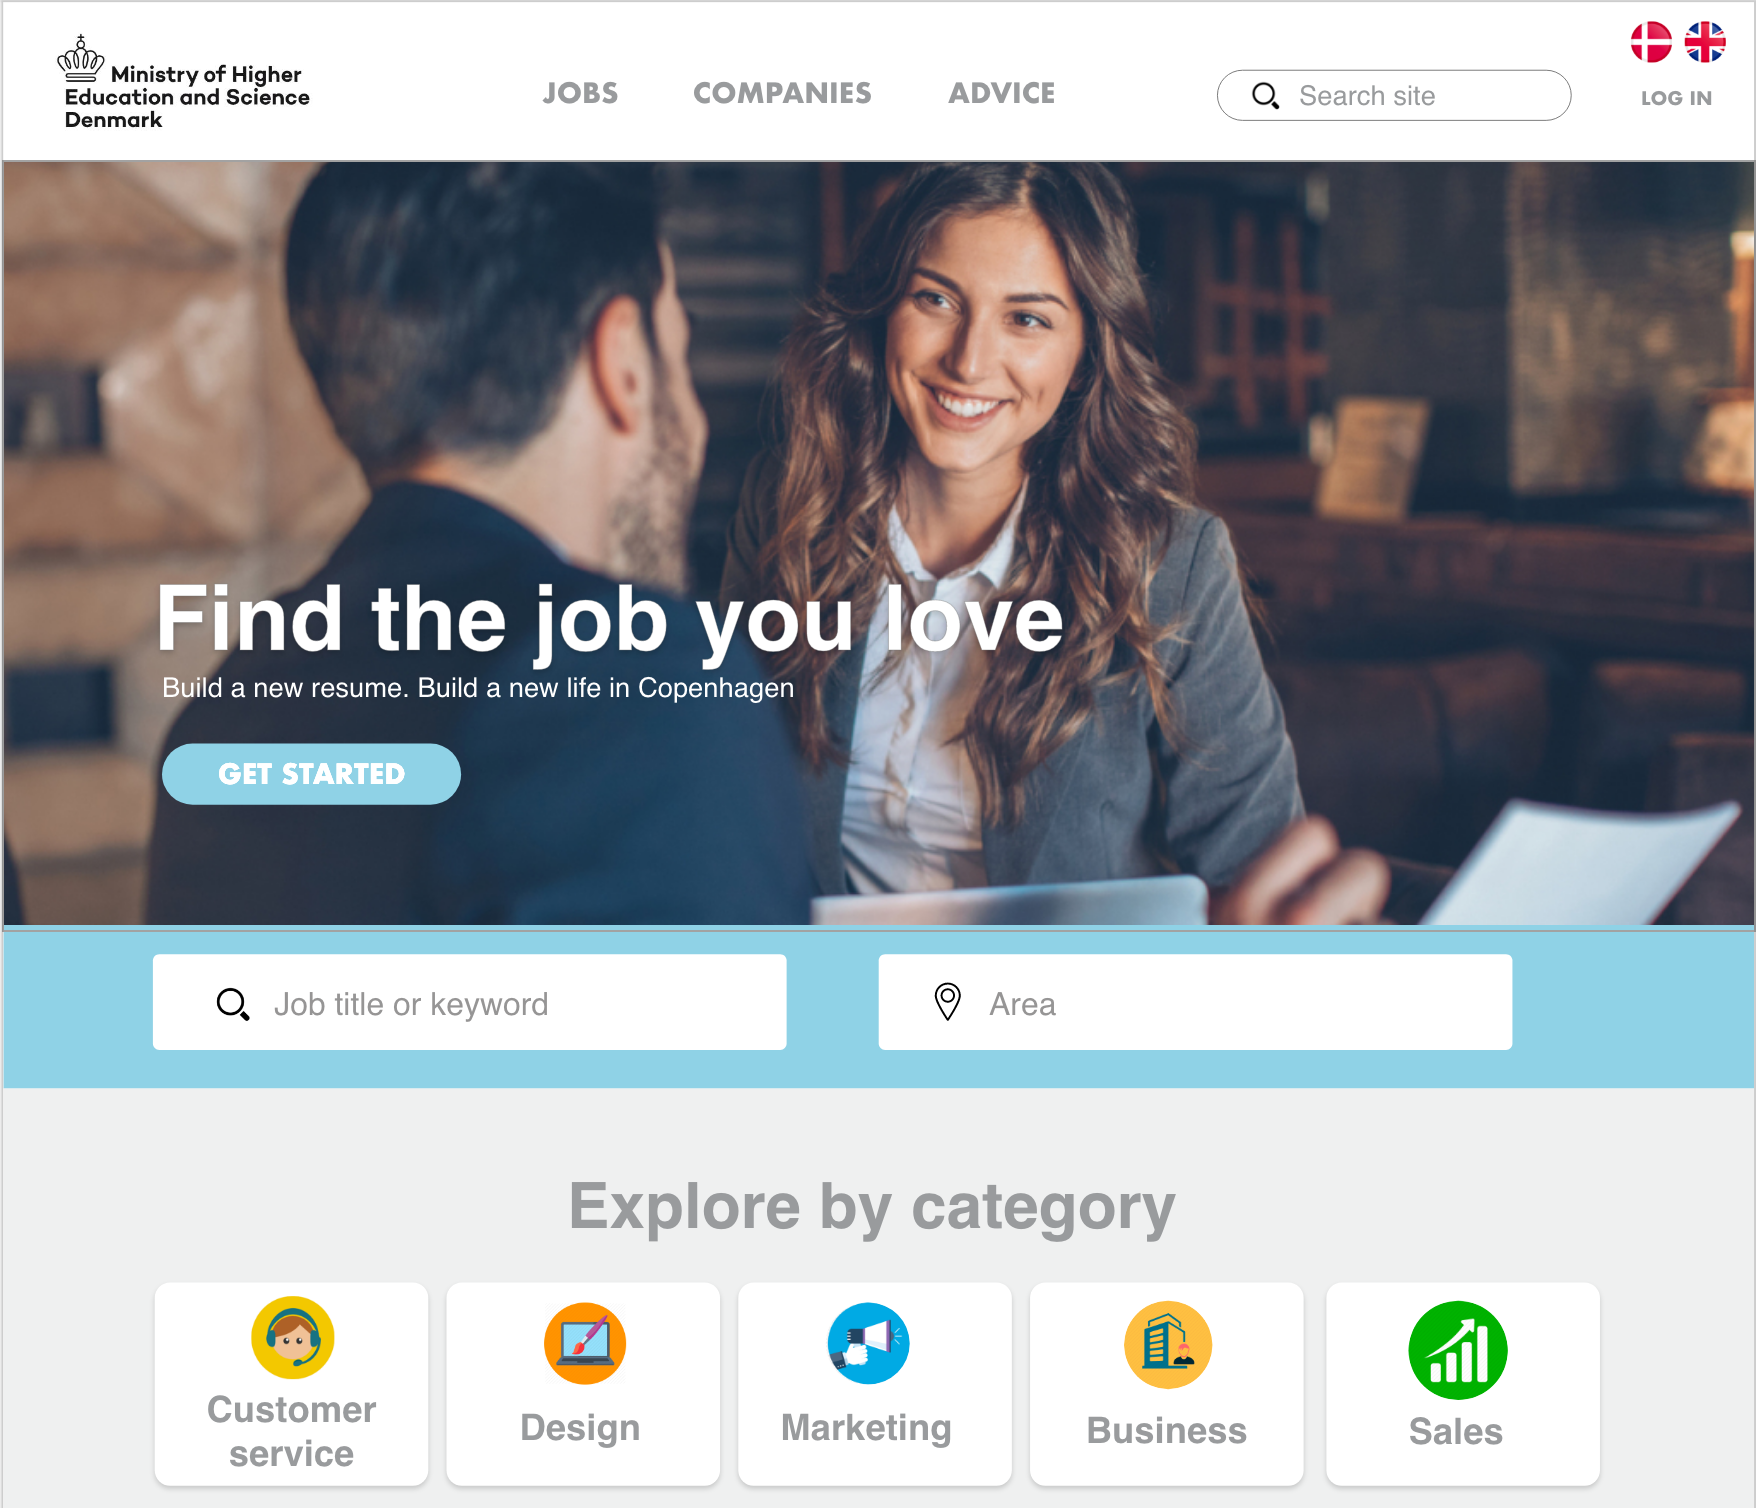 Ministry of Higher
Education and Science
Denmark
JOBS
COMPANIES
ADVICE
Search site
LOG IN
Find the job you love
Build a new resume. Build a new life in Copenhagen
GET STARTED
Job title or keyword
Area
Explore by category
Customer
service
Design
Marketing
Business
Sales